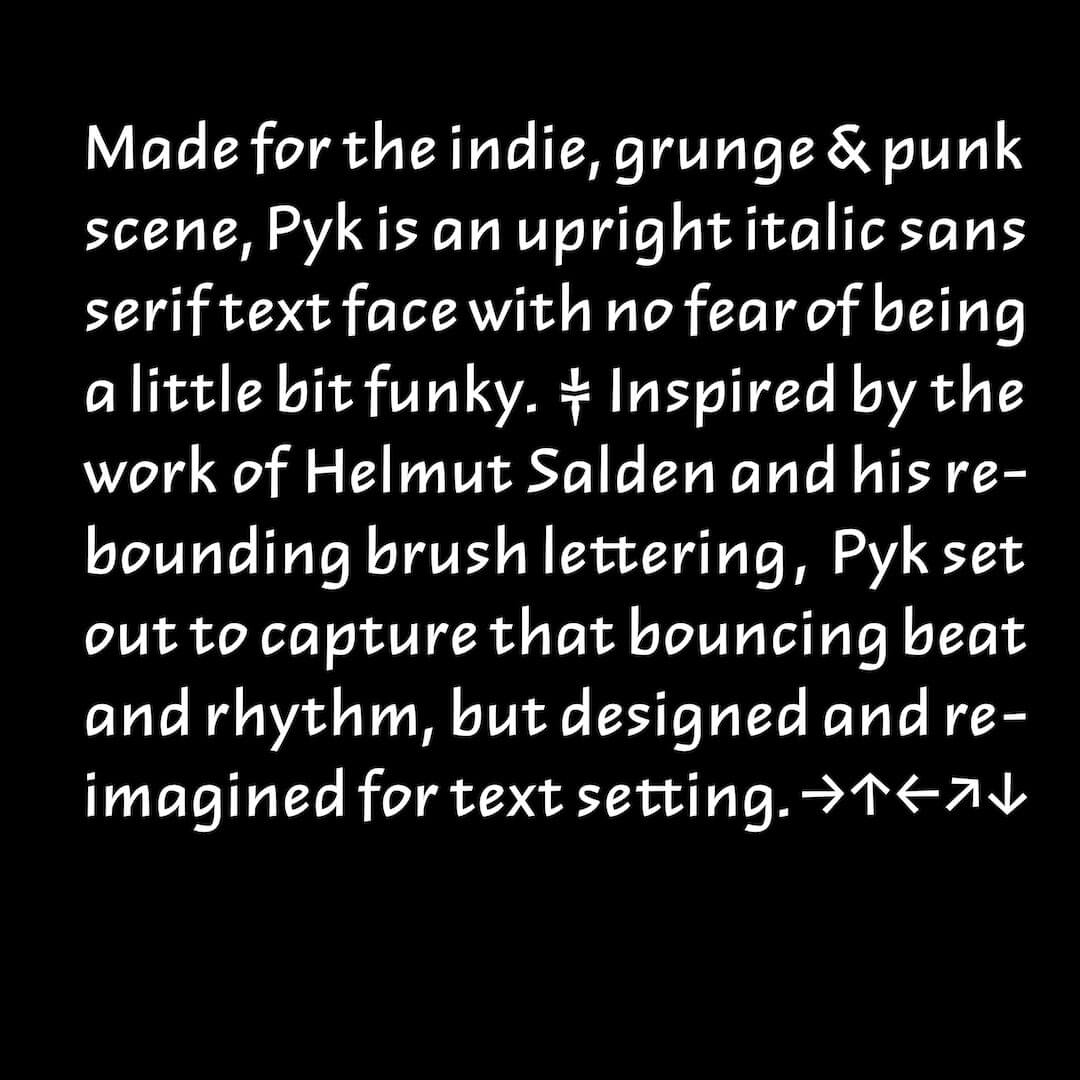 Made for the indie, grunge & punk
scene, Pyk is an upright italic sans
serif text face with no fear of being
a little bit funky. ‡ Inspired by the
work of Helmut Salden and his re-
bounding brush lettering, Pyk set
out to capture that bouncing beat
and rhythm, but designed and re-
imagined for text setting. →↑←↗↓